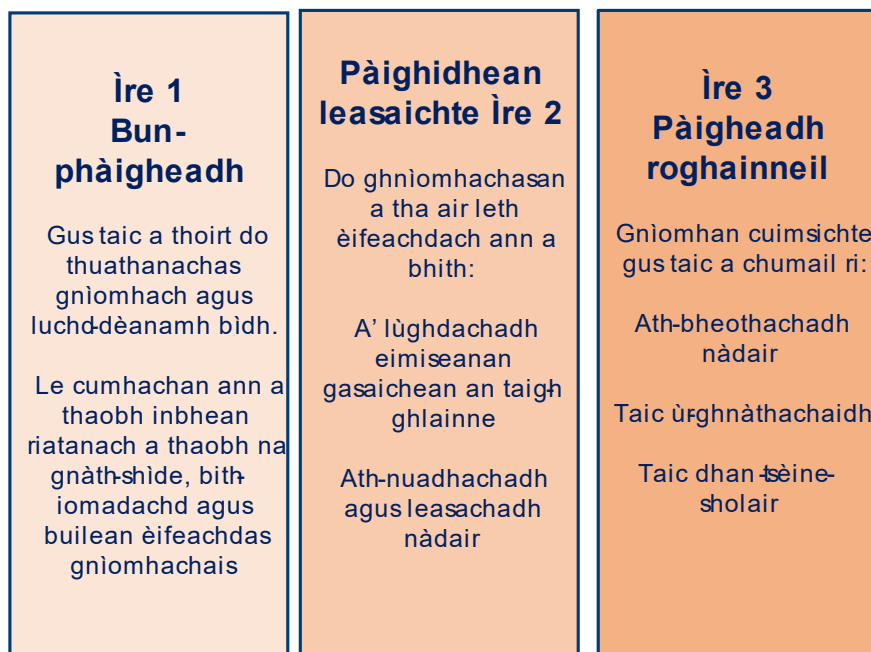 Ìre 1
Bun-
phàigheadh
Gus taic a thoirt do
thuathanachas
gnìomhach agus
luchd-dèanamh bìdh.
Le cumhachan ann a
thaobh inbhean
riatanach a thaobh na
gnàth-shìde, bith-
iomadachd agus
builean èifeachdas
gnìomhachais
Pàighidhean
leasaichte Ìre 2
Do ghnìomhachasan
a tha air leth
èifeachdach ann a
bhith:
A' lùghdachadh
eimiseanan
gasaichean an taigh-
ghlainne
Ath-nuadhachadh
agus leasachadh
nàdair
Ìre 3
Pàigheadh
roghainneil
Gnìomhan cuimsichte
gus taic a chumail ri:
Ath-bheothachadh
nàdair
Taic ùr-ghnàthachaidh
Taic dhan t-sèine-
sholair